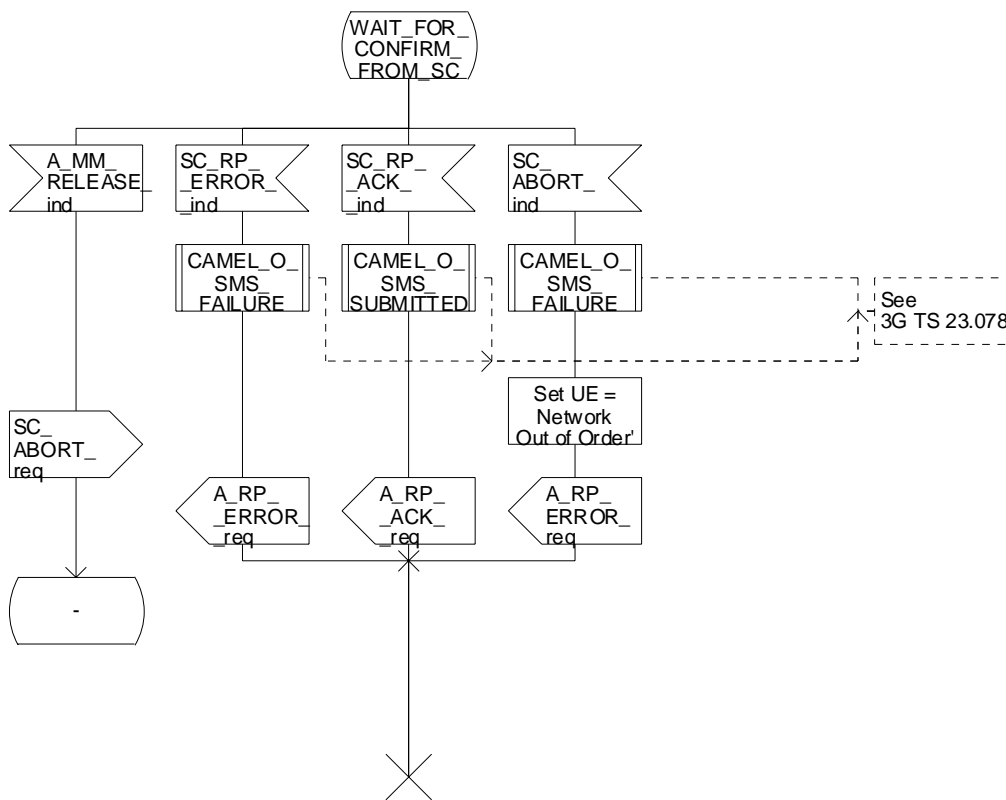 WAIT_FOR_
CONFIRM_
FROM_SC
A_MM_
RELEASE_
ind
SC_RP_
_ERROR_
_ind
SC_RP_
_ACK_
_ind
SC_
ABORT_
ind
CAMEL_O_
SMS_
FAILURE
CAMEL_O_
SMS_
SUBMITTED
CAMEL_O_
SMS_
FAILURE
See
3G TS 23.078
Set UE =
Network
Out of Order'
SC_
ABORT_
req
A_RP_
_ERROR_
_req
A_RP_
_ACK_
_req
A_RP_
ERROR_
req
-